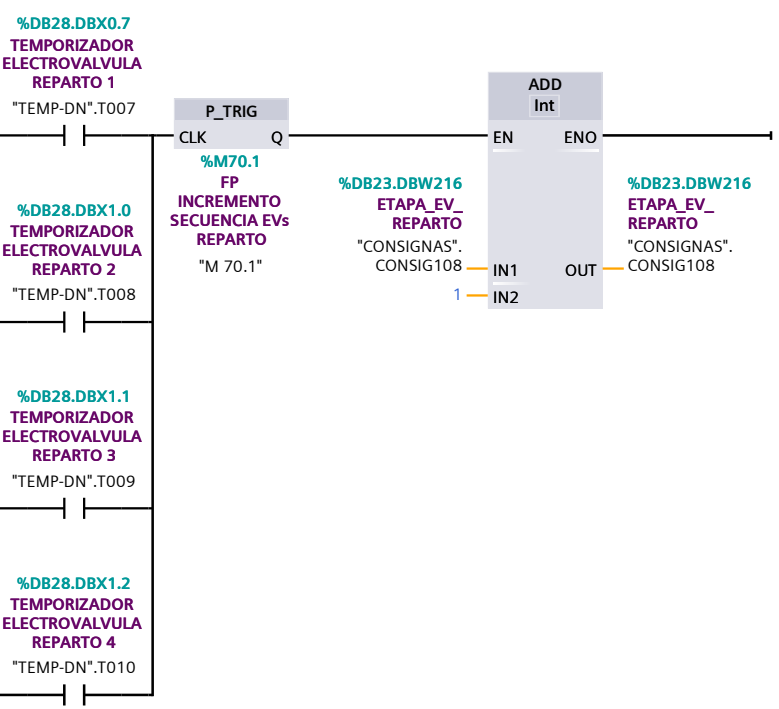 %DB28.DBX0.7
TEMPORIZADOR
ELECTROVALVULA
REPARTO 1
"TEMP-DN".T007
P_TRIG
CLK
Q
%M70.1
FP
INCREMENTO
SECUENCIA EVs
REPARTO
"M 70.1"
ADD
Int
EN
ENO
%DB23.DBW216
ETAPA_EV_
REPARTO
"CONSIGNAS".
CONSIG108
IN1
1
IN2
OUT
%DB23.DBW216
ETAPA_EV_
REPARTO
"CONSIGNAS".
CONSIG108
%DB28.DBX1.0
TEMPORIZADOR
ELECTROVALVULA
REPARTO 2
"TEMP-DN".T008
%DB28.DBX1.1
TEMPORIZADOR
ELECTROVALVULA
REPARTO 3
"TEMP-DN".T009
%DB28.DBX1.2
TEMPORIZADOR
ELECTROVALVULA
REPARTO 4
"TEMP-DN".T010